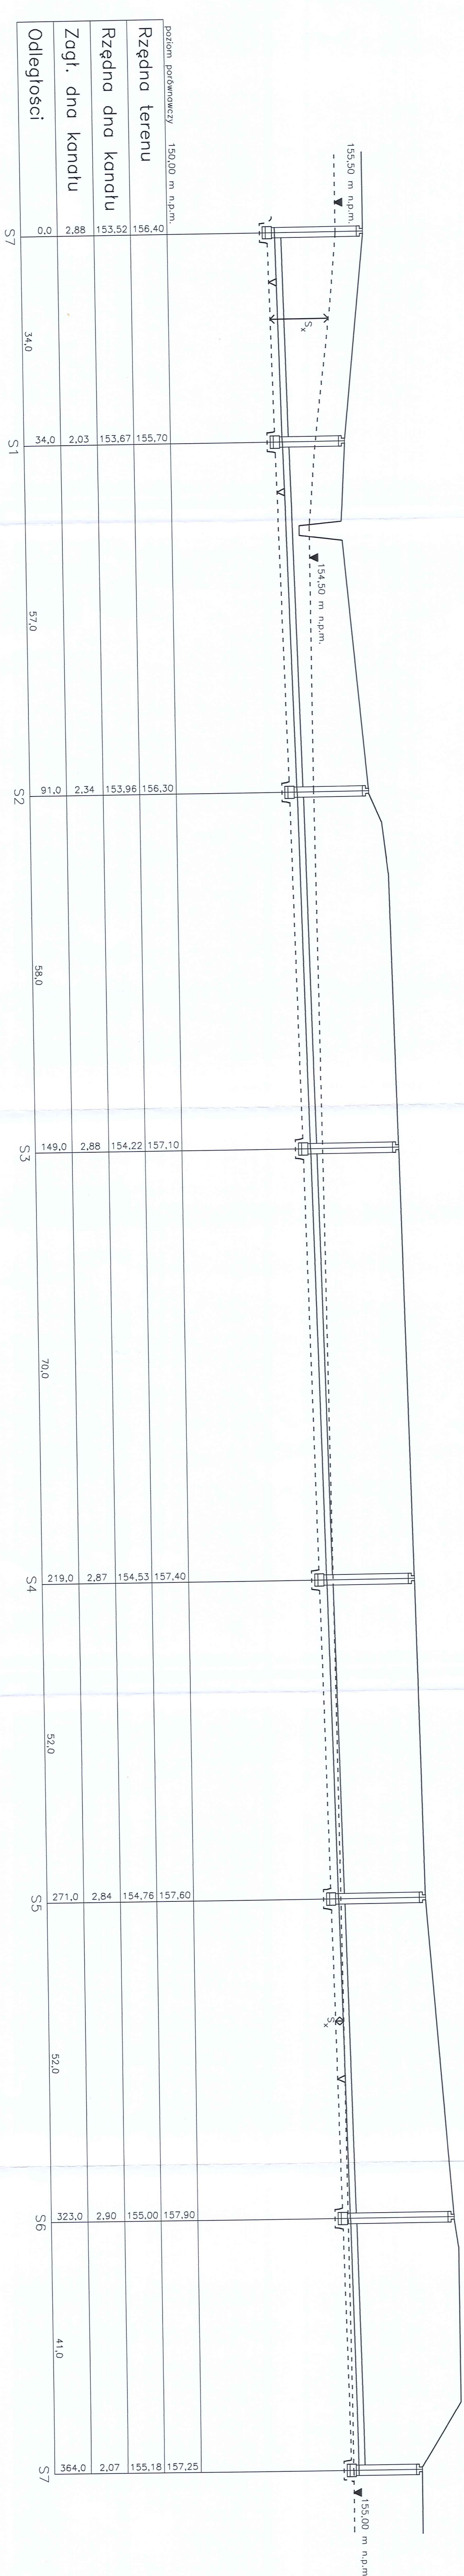 155,50 m n.p.m.
154,50 m n.p.m.
155,00 m n.p.m
S x
S x
poziom porównawczy 150,00 m n.p.m.
Rzędna terenu 156,40 155,70 156,30 157,10 157,40 157,60 157,90 157,25
Rzędna dna kanału 153,52 153,67 153,96 154,22 154,53 154,76 155,00 155,18
Zagł. dna kanału 2,88 2,03 2,34 2,88 2,87 2,84 2,90 2,07
Odległości 0,0 34,0 91,0 149,0 219,0 271,0 323,0 364,0
34,0 57,0 58,0 70,0 52,0 52,0 41,0
S7 S1 S2 S3 S4 S5 S6 S7